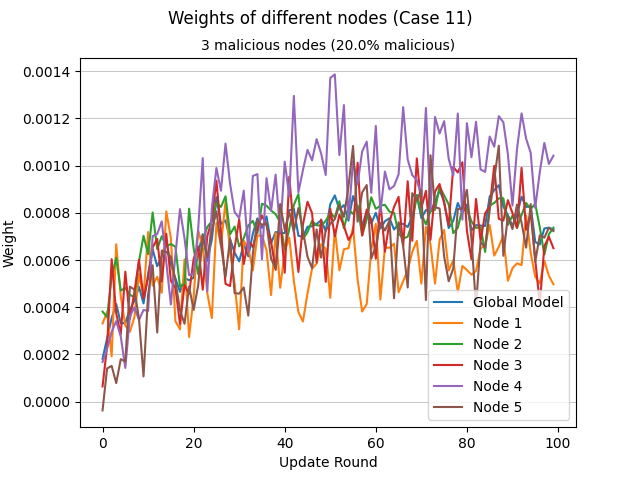 Weights of different nodes (Case 11)
3 malicious nodes (20.0% malicious)
Weight
0.0014
0.0012
0.0010
0.0008
0.0006
0.0004
0.0002
0.0000
Global Model
Node 1
Node 2
Node 3
Node 4
Node 5
0 20 40 60 80 100
Update Round